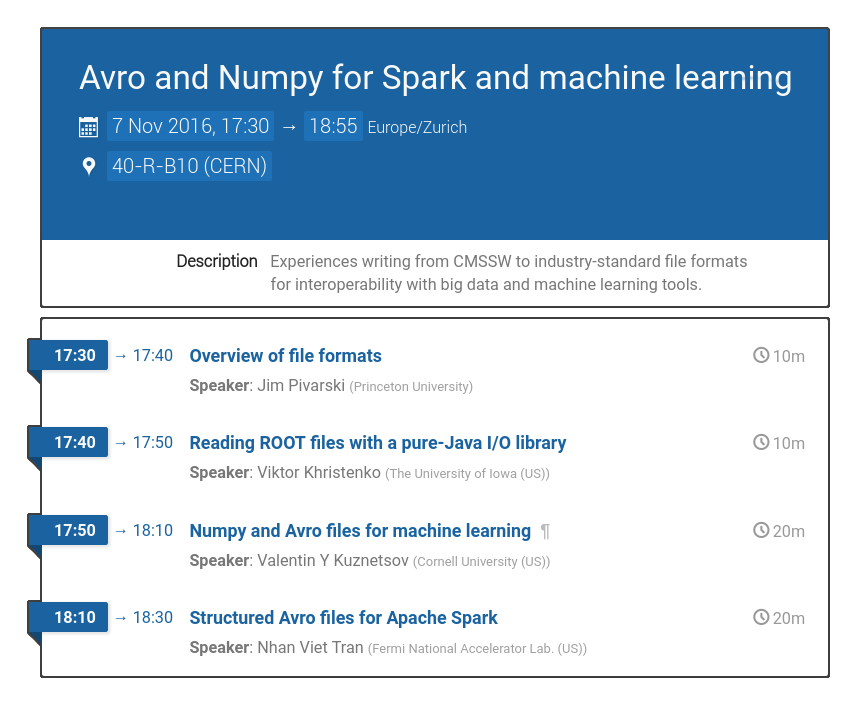 Avro and Numpy for Spark and machine learning
7 Nov 2016, 17:30 → 18:55 Europe/Zurich
40-R-B10 (CERN)
Description Experiences writing from CMSSW to industry-standard file formats
for interoperability with big data and machine learning tools.
17:30 → 17:40 Overview of file formats 10m
Speaker: Jim Pivarski (Princeton University)
17:40 → 17:50 Reading ROOT files with a pure-Java I/O library 10m
Speaker: Viktor Khristenko (The University of Iowa (US))
17:50 → 18:10 Numpy and Avro files for machine learning ¶ 20m
Speaker: Valentin Y Kuznetsov (Cornell University (US))
18:10 → 18:30 Structured Avro files for Apache Spark 20m
Speaker: Nhan Viet Tran (Fermi National Accelerator Lab. (US))